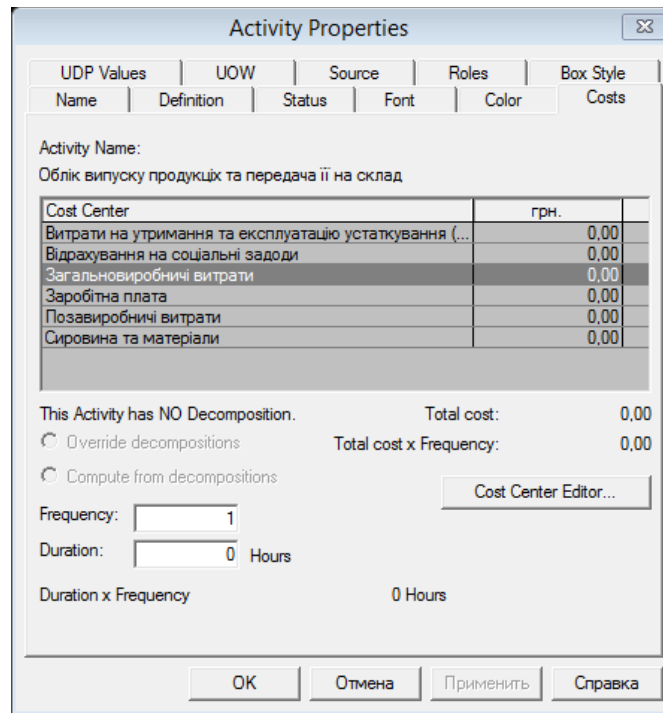 Activity Properties
UDP Values UOW Source Roles Box Style
Name Definition Status Font Color Costs
Activity Name:
Облік випуску продукціх та передача її на склад
Cost Center грн.
Витрати на утримання та експлуатацію устаткування (... 0,00
Відрахування на соціальні задоди 0,00
Загальновиробничі витрати 0,00
Заробітна плата 0,00
Позавиробничі витрати 0,00
Сировина та матеріали 0,00
This Activity has NO Decomposition. Total cost: 0,00
Override decompositions Total cost x Frequency: 0,00
Compute from decompositions
Cost Center Editor...
Frequency: 1
Duration: 0 Hours
Duration x Frequency 0 Hours
OK Отмена Применить Справка